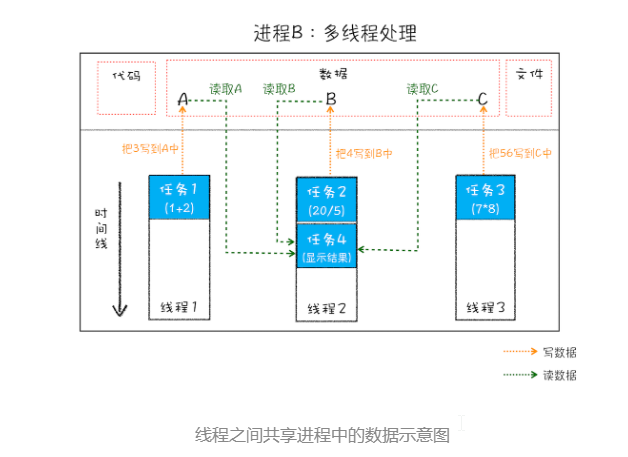 进程B：多线程处理
代码
数据
文件
A
读取A
读取B
B
读取C
C
把3写到A中
把4写到B中
把56写到C中
时间线
任务1
(1+2)
任务2
(20/5)
任务3
(7*8)
任务4
(显示结果)
线程1
线程2
线程3
写数据
读数据
线程之间共享进程中的数据示意图